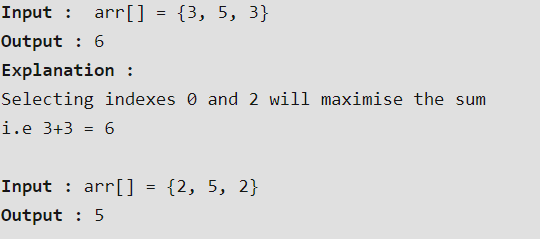 Input :  arr[] = {3, 5, 3}
Output : 6
Explanation :
Selecting indexes 0 and 2 will maximise the sum
i.e 3+3 = 6
Input : arr[] = {2, 5, 2}
Output : 5